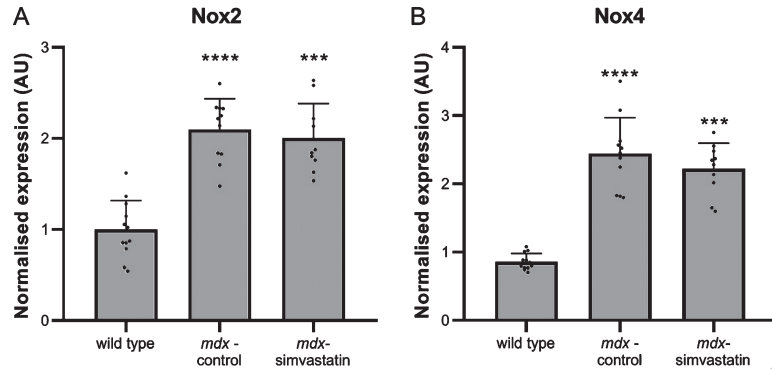 A
Nox2
Normalised expression (AU)
3
2
1
0
****
***
wild type
mdx -
control
mdx-
simvastatin
B
Nox4
Normalised expression (AU)
4
3
2
1
0
****
***
wild type
mdx -
control
mdx-
simvastatin